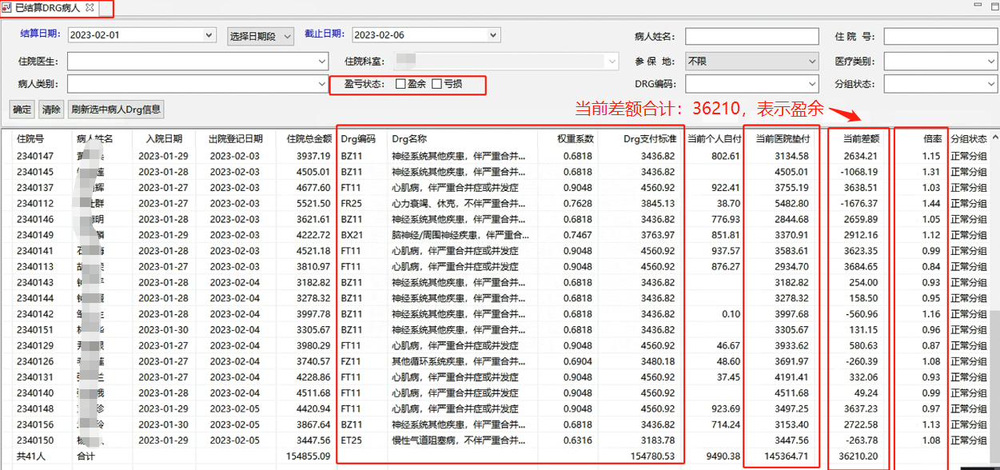 已结算DRG病人
结算日期： 2023-02-01 选择日期段 截止日期： 2023-02-06 病人姓名： 住 院 号：
住院医生： 住院科室： 参 保 地： 不限 医疗类别：
病人类别： 盈亏状态： 盈余 亏损 DRG编码： 分组状态：
确定 清除 刷新选中病人Drg信息
当前差额合计：36210，表示盈余
住院号 病人姓名 入院日期 出院登记日期 住院总金额 Drg编码 Drg名称 权重系数 Drg支付标准 当前个人自付 当前医院垫付 当前差额 倍率 分组状态
2340147 2023-01-29 2023-02-03 3937.19 BZ11 神经系统其他疾患，伴严重合并... 0.6818 3436.82 802.61 3134.58 2634.21 1.15 正常分组
2340145 2023-01-28 2023-02-03 4505.01 BZ11 神经系统其他疾患，伴严重合并... 0.6818 3436.82 4505.01 -1068.19 1.31 正常分组
2340137 辉 2023-01-27 2023-02-03 4677.60 FT11 心肌病，伴严重合并症或并发症 0.9048 4560.92 922.41 3755.19 3638.51 1.03 正常分组
2340112 群 2023-01-27 2023-02-03 5521.50 FR25 心力衰竭、休克，不伴严重合并... 0.7628 3845.13 38.70 5482.80 -1676.37 1.44 正常分组
2340146 明 2023-01-28 2023-02-03 3621.61 BZ11 神经系统其他疾患，伴严重合并... 0.6818 3436.82 776.93 2844.68 2659.89 1.05 正常分组
2340149 2023-01-29 2023-02-03 4222.72 BX21 脑神经/周围神经疾患，伴严重合... 0.7467 3763.97 851.81 3370.91 2912.16 1.12 正常分组
2340141 2023-01-28 2023-02-03 4521.18 FT11 心肌病，伴严重合并症或并发症 0.9048 4560.92 937.57 3583.61 3623.35 0.99 正常分组
2340113 2023-01-27 2023-02-03 3810.97 FT11 心肌病，伴严重合并症或并发症 0.9048 4560.92 876.27 2934.70 3684.65 0.84 正常分组
2340143 2023-01-28 2023-02-04 3182.82 BZ11 神经系统其他疾患，伴严重合并... 0.6818 3436.82 3182.82 254.00 0.93 正常分组
2340144 2023-01-28 2023-02-04 3278.32 BZ11 神经系统其他疾患，伴严重合并... 0.6818 3436.82 3278.32 158.50 0.95 正常分组
2340142 2023-01-28 2023-02-04 3997.78 BZ11 神经系统其他疾患，伴严重合并... 0.6818 3436.82 0.10 3997.68 -560.96 1.16 正常分组
2340151 2023-01-30 2023-02-04 3305.67 BZ11 神经系统其他疾患，伴严重合并... 0.6818 3436.82 3305.67 131.15 0.96 正常分组
2340129 2023-01-27 2023-02-04 3980.29 FT11 心肌病，伴严重合并症或并发症 0.9048 4560.92 46.67 3933.62 580.63 0.87 正常分组
2340126 2023-01-27 2023-02-04 3740.57 FZ11 其他循环系统疾患，伴严重合并... 0.6904 3480.18 48.60 3691.97 -260.39 1.08 正常分组
2340131 2023-01-27 2023-02-04 4228.86 FT11 心肌病，伴严重合并症或并发症 0.9048 4560.92 37.45 4191.41 332.06 0.93 正常分组
2340140 2023-01-28 2023-02-04 4511.68 FT11 心肌病，伴严重合并症或并发症 0.9048 4560.92 4511.68 49.24 0.99 正常分组
2340148 2023-01-27 2023-02-05 4420.94 FT11 心肌病，伴严重合并症或并发症 0.9048 4560.92 923.69 3497.25 3637.23 0.97 正常分组
2340156 2023-01-30 2023-02-05 3867.64 BZ11 神经系统其他疾患，伴严重合并... 0.6818 3436.82 714.24 3153.40 2722.58 1.13 正常分组
2340150 2023-01-29 2023-02-05 3447.56 ET25 慢性气道阻塞病，不伴严重合并... 0.6316 3183.78 3447.56 -263.78 1.08 正常分组
共41人 合计 154855.09 154780.53 9490.38 145364.71 36210.20